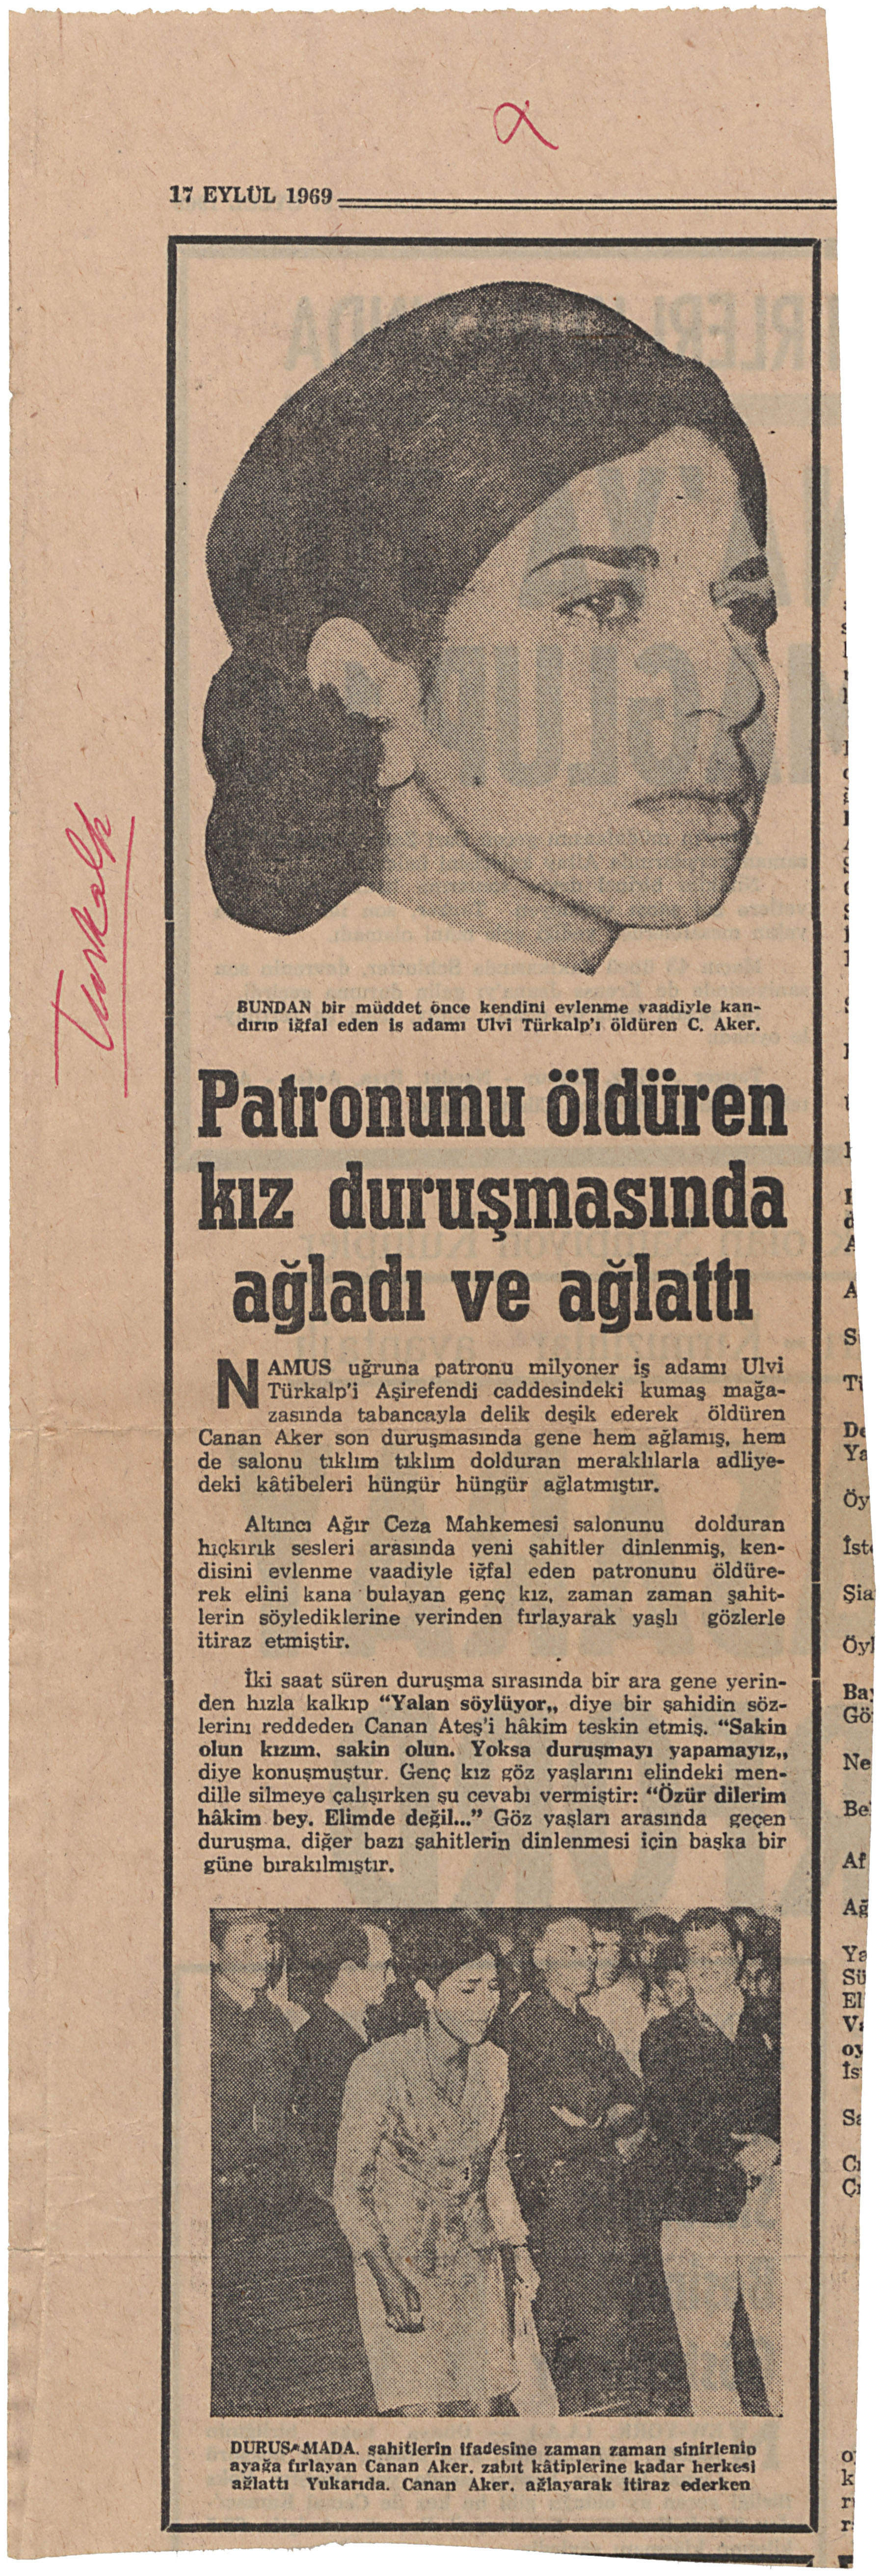 17 EYLÜL 1969
Türkalp
BUNDAN bir müddet önce kendini evlenme vaadiyle kan-
dırıp iğfal eden iş adamı Ulvi Türkalp'ı öldüren C. Aker.
Patronunu öldüren
kız duruşmasında
ağladı ve ağlattı
NAMUS uğruna patronu milyoner iş adamı Ulvi
Türkalp'i Aşirefendi caddesindeki kumaş mağa-
zasında tabancayla delik deşik ederek öldüren
Canan Aker son duruşmasında gene hem ağlamış, hem
de salonu tıklım tıklım dolduran meraklılarla adliye-
deki kâtibeleri hüngür hüngür ağlatmıştır.
Altıncı Ağır Ceza Mahkemesi salonunu dolduran
hıçkırık sesleri arasında yeni şahitler dinlenmiş, ken-
disini evlenme vaadiyle iğfal eden patronunu öldüre-
rek elini kana bulayan genç kız, zaman zaman şahit-
lerin söylediklerine yerinden fırlayarak yaşlı gözlerle
itiraz etmiştir.
İki saat süren duruşma sırasında bir ara gene yerin-
den hızla kalkıp “Yalan söylüyor„ diye bir şahidin söz-
lerini reddeden Canan Ateş'i hâkim teskin etmiş. “Sakin
olun kızım. sakin olun. Yoksa duruşmayı yapamayız„
diye konuşmuştur. Genç kız göz yaşlarını elindeki men-
dille silmeye çalışırken şu cevabı vermiştir: “Özür dilerim
hâkim bey. Elimde değil...” Göz yaşları arasında geçen
duruşma. diğer bazı şahitlerin dinlenmesi için başka bir
güne bırakılmıştır.
DURUŞMADA. şahitlerin ifadesine zaman zaman sinirlenip
ayağa fırlayan Canan Aker. zabıt kâtiplerine kadar herkesi
ağlattı Yukarıda. Canan Aker. ağlayarak itiraz ederken